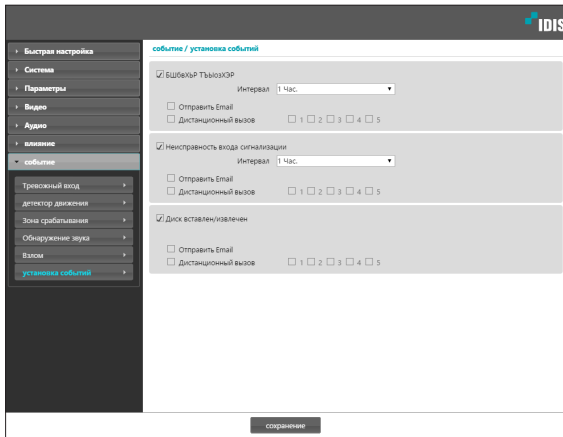 IDIS
Быстрая настройка
Система
Параметры
Видео
Аудио
влияние
событие
Тревожный вход
детектор движения
Зона срабатывания
Обнаружение звука
Взлом
установка событий
событие / установка событий
БШбвХЬР ТЪЫозХЭР
Интервал 1 Час.
Отправить Email
Дистанционный вызов 1 2 3 4 5
Неисправность входа сигнализации
Интервал 1 Час.
Отправить Email
Дистанционный вызов 1 2 3 4 5
Диск вставлен/извлечен
Отправить Email
Дистанционный вызов 1 2 3 4 5
сохранение